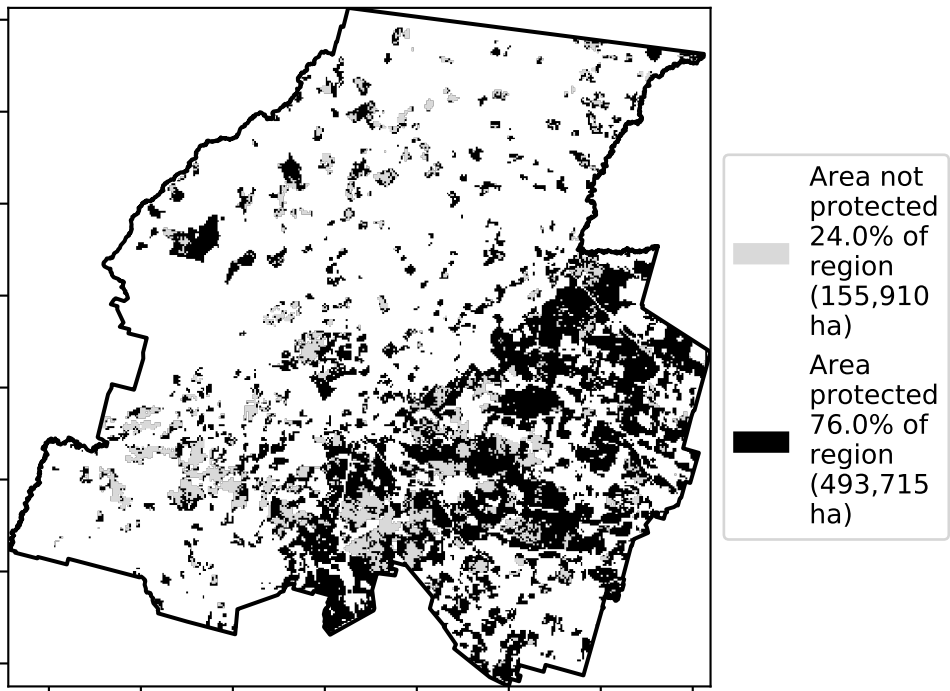 Area not
protected
24.0% of
region
(155,910
ha)
Area
protected
76.0% of
region
(493,715
ha)